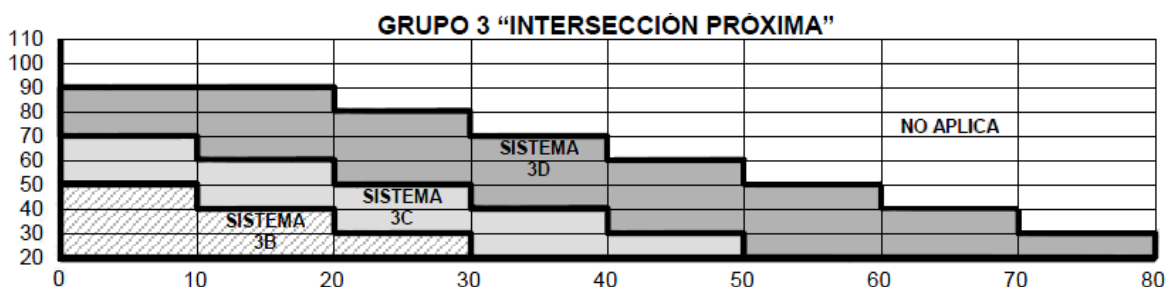 GRUPO 3 “INTERSECCIÓN PRÓXIMA”
110
100
90
80
70
60
50
40
30
20
NO APLICA
SISTEMA
3D
SISTEMA
3C
SISTEMA
3B
0 10 20 30 40 50 60 70 80